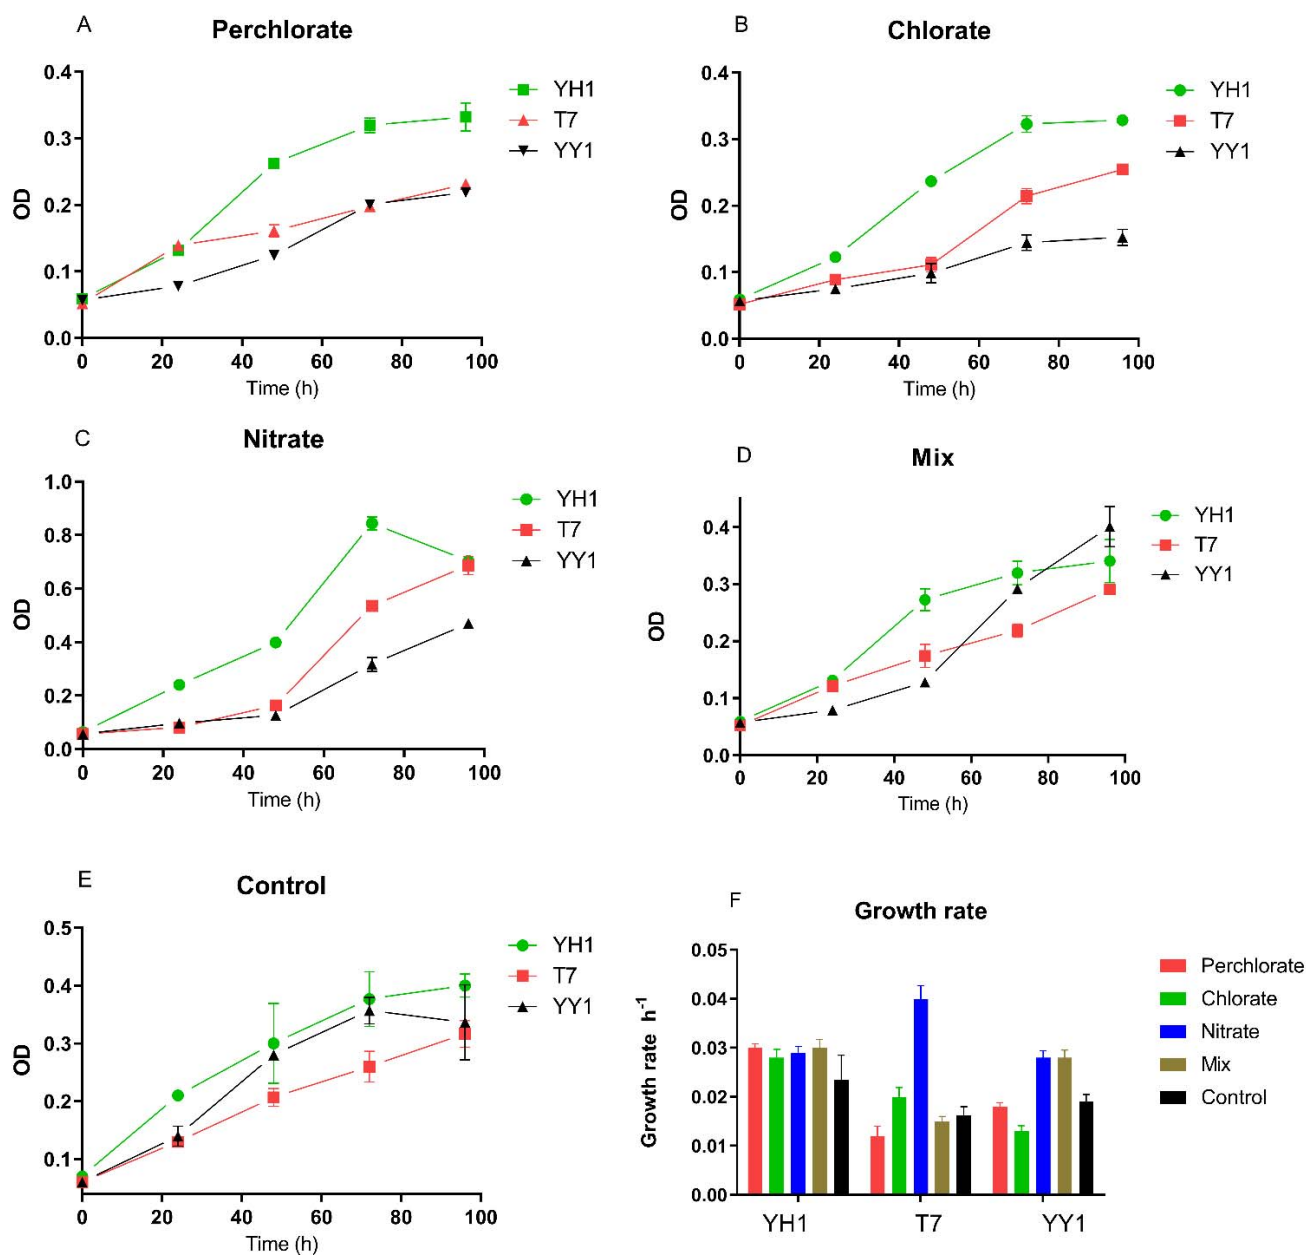 A
Perchlorate
0.4
0.3
0.2
0.1
0.0
OD
0 20 40 60 80 100
Time (h)
YH1
T7
YY1
B
Chlorate
0.4
0.3
0.2
0.1
0.0
OD
0 20 40 60 80 100
Time (h)
YH1
T7
YY1
C
Nitrate
1.0
0.8
0.6
0.4
0.2
0.0
OD
0 20 40 60 80 100
Time (h)
YH1
T7
YY1
D
Mix
0.4
0.3
0.2
0.1
0.0
OD
0 20 40 60 80 100
Time (h)
YH1
T7
YY1
E
Control
0.5
0.4
0.3
0.2
0.1
OD
0 20 40 60 80 100
Time (h)
YH1
T7
YY1
F
Growth rate
0.05
0.04
0.03
0.02
0.01
0.00
Growth rate h⁻¹
YH1 T7 YY1
Perchlorate
Chlorate
Nitrate
Mix
Control